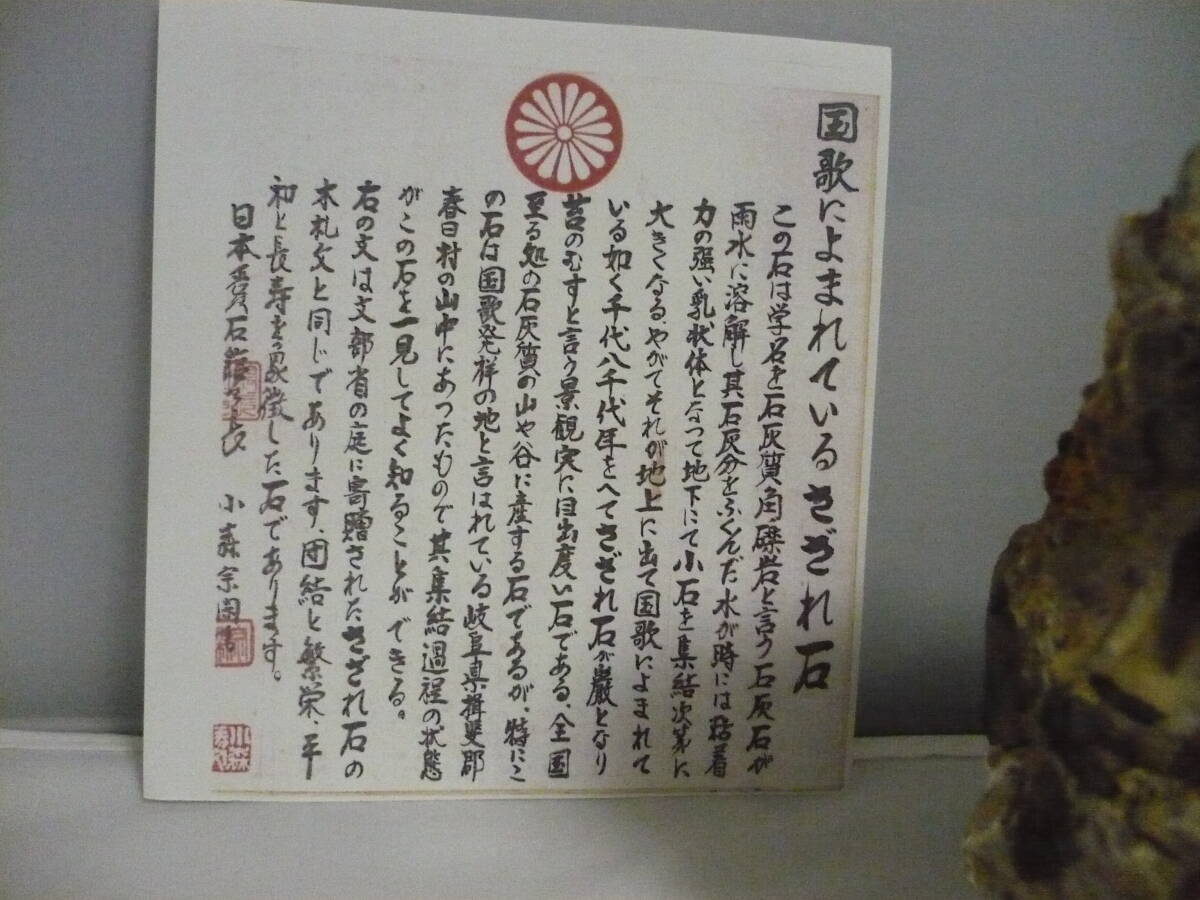 国歌によまれているさざれ石
この石は学名を石灰質角礫岩と言う石灰石が
雨水に溶解し其石灰分をふくんだ水が時には粘着
力の強い乳状体となって地下にて小石を集結次第に
大きくなる、やがてそれが地上に出て国歌によまれて
いる如く千代八千代年をへてさざれ石が巌となり
苔のむすと言う景観実に目出度い石である、全国
至る処の石灰質の山や谷に産する石であるが、特にこ
の石は国歌発祥の地と言はれている岐阜県揖斐郡
春日村の山中にあつたもので其集結過程の状態
がこの石を一見してよく知ることができる。
右の文は文部省の庭に寄贈されたさざれ石の
木札文と同じであります、団結と繁栄・平
和と長寿を象徴した石であります。
日本愛石 長 小森宗 書
小森